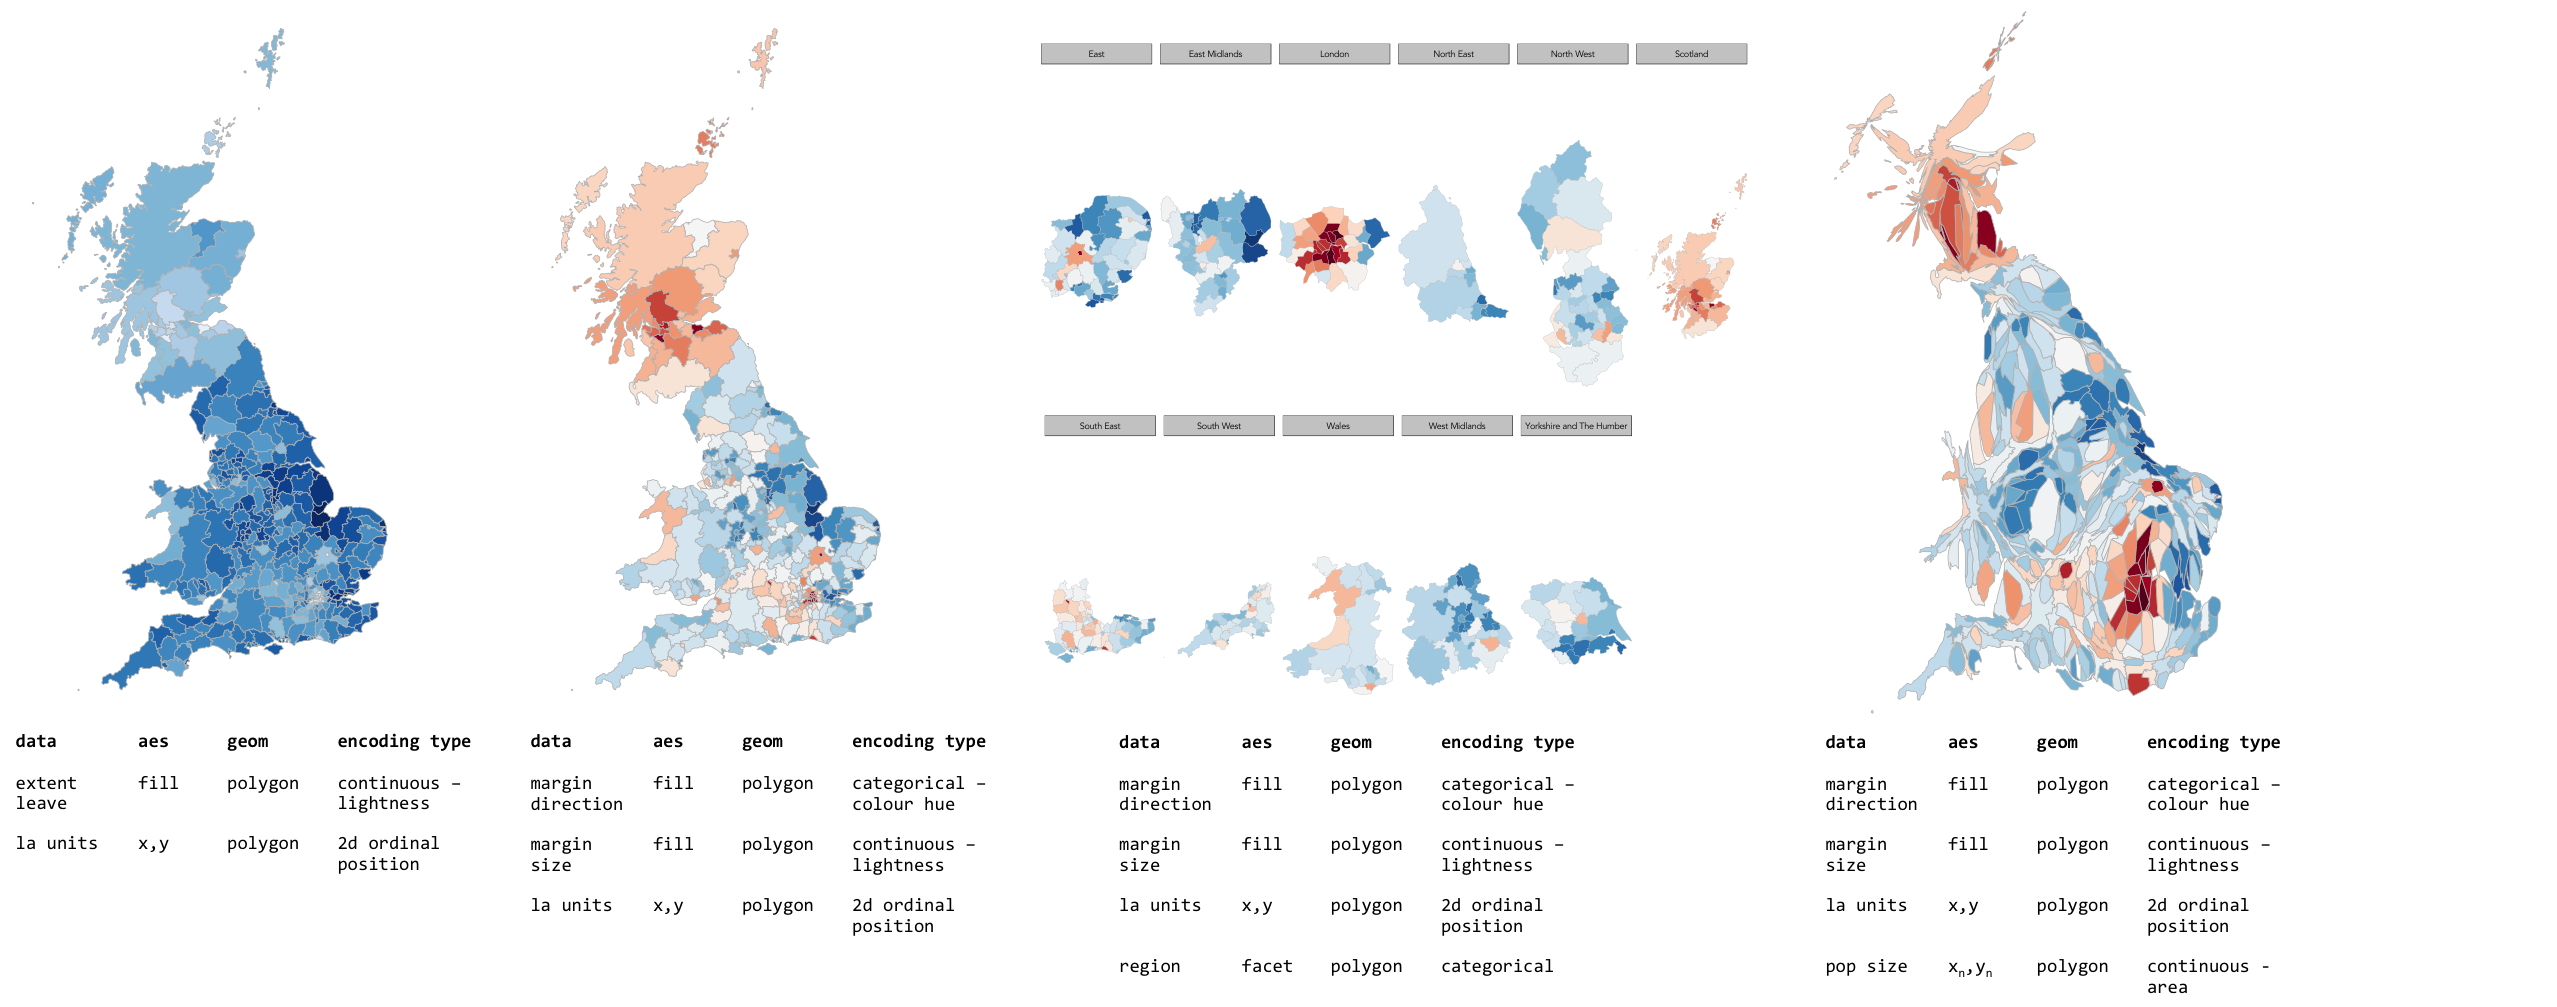 East East Midlands London North East North West Scotland
South East South West Wales West Midlands Yorkshire and The Humber
data aes geom encoding type
extent fill polygon continuous –
leave lightness
la units x,y polygon 2d ordinal
position
data aes geom encoding type
margin fill polygon categorical –
direction colour hue
margin fill polygon continuous –
size lightness
la units x,y polygon 2d ordinal
position
data aes geom encoding type
margin fill polygon categorical –
direction colour hue
margin fill polygon continuous –
size lightness
la units x,y polygon 2d ordinal
position
region facet polygon categorical
data aes geom encoding type
margin fill polygon categorical –
direction colour hue
margin fill polygon continuous –
size lightness
la units x,y polygon 2d ordinal
position
pop size xn,yn polygon continuous -
area